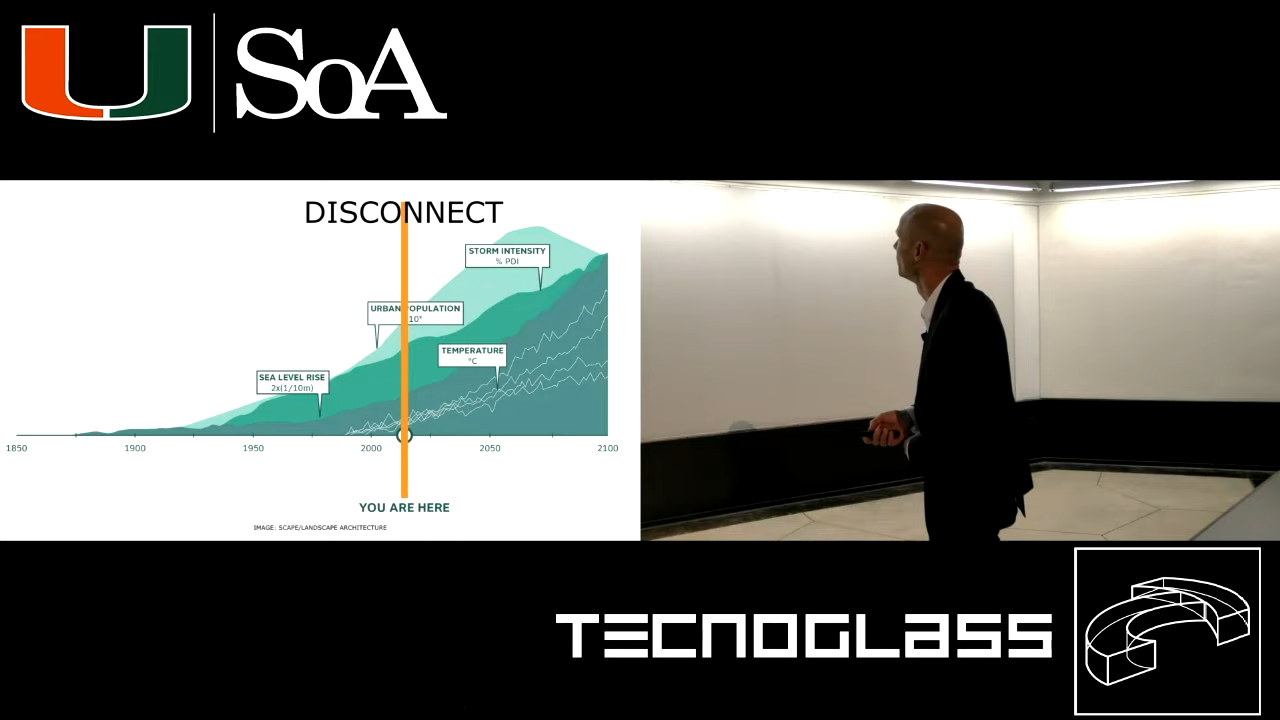 U SoA
DISCONNECT
STORM INTENSITY
% PDI
URBAN POPULATION
10⁹
TEMPERATURE
°C
SEA LEVEL RISE
2x(1/10m)
1850 1900 1950 2000 2050 2100
YOU ARE HERE
IMAGE: SCAPE/LANDSCAPE ARCHITECTURE
TECNOGLASS